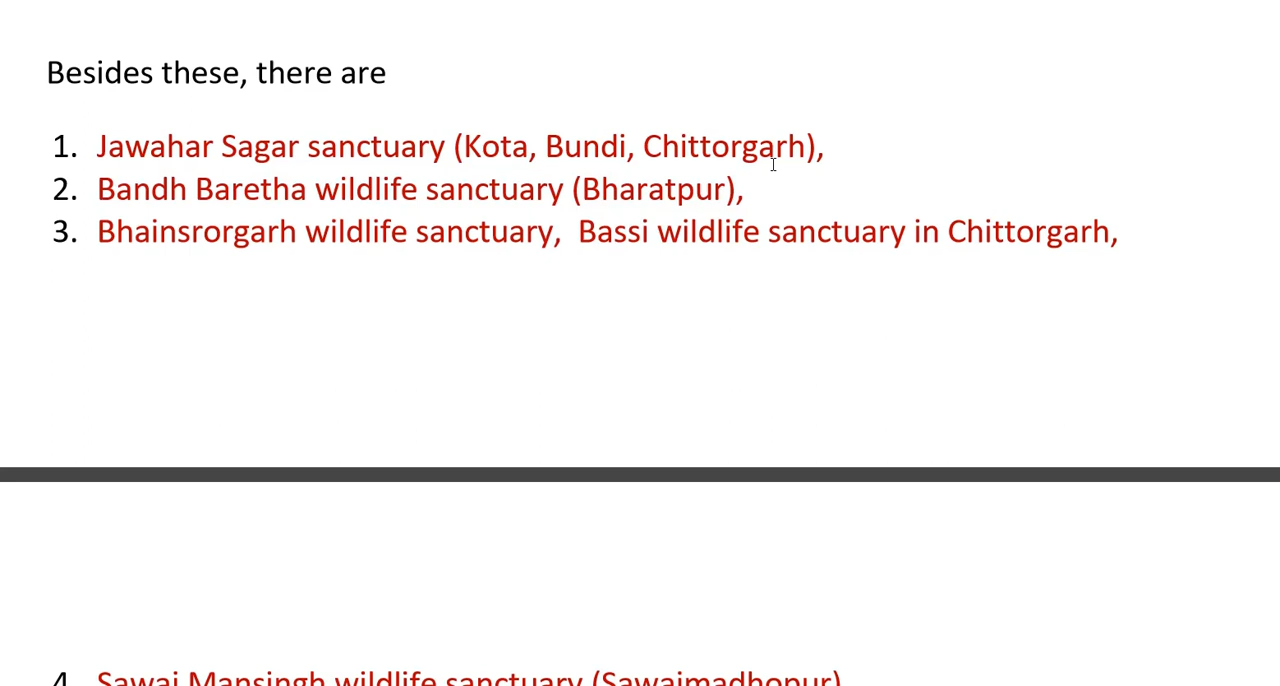 Besides these, there are
1. Jawahar Sagar sanctuary (Kota, Bundi, Chittorgarh),
2. Bandh Baretha wildlife sanctuary (Bharatpur),
3. Bhainsrorgarh wildlife sanctuary, Bassi wildlife sanctuary in Chittorgarh,
4. Sawai Mansingh wildlife sanctuary (Sawaimadhopur)